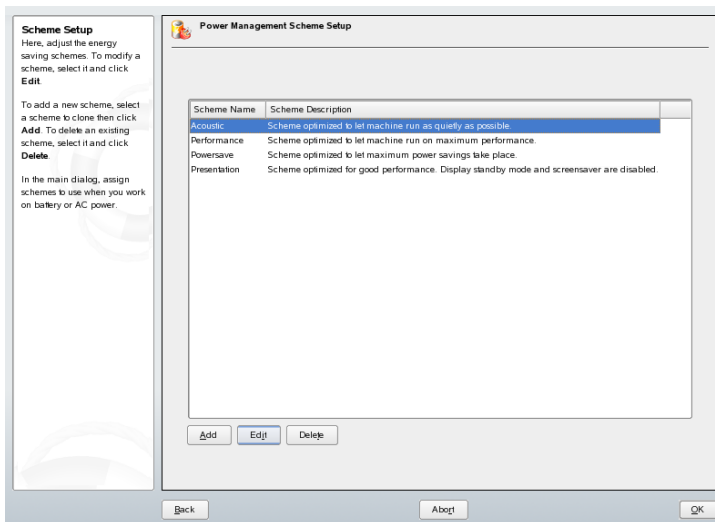 Scheme Setup
Here, adjust the energy
saving schemes. To modify a
scheme, select it and click
Edit.
To add a new scheme, select
a scheme to clone then click
Add. To delete an existing
scheme, select it and click
Delete.
In the main dialog, assign
schemes to use when you work
on battery or AC power.
Power Management Scheme Setup
Scheme Name Scheme Description
Acoustic Scheme optimized to let machine run as quietly as possible.
Performance Scheme optimized to let machine run on maximum performance.
Powersave Scheme optimized to let maximum power savings take place.
Presentation Scheme optimized for good performance. Display standby mode and screensaver are disabled.
Add Edit Delete
Back Abort OK